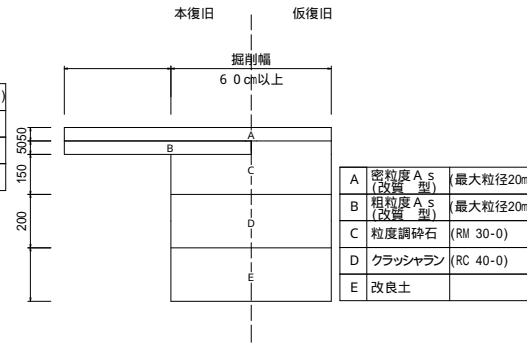 本復旧 仮復旧
掘削幅
60㎝以上
)
50
50
150
200
A
B
C
D
E
A 密粒度As (改質 型) (最大粒径20m
B 粗粒度As (改質 型) (最大粒径20m
C 粒度調砕石 (RM 30-0)
D クラッシャラン (RC 40-0)
E 改良土